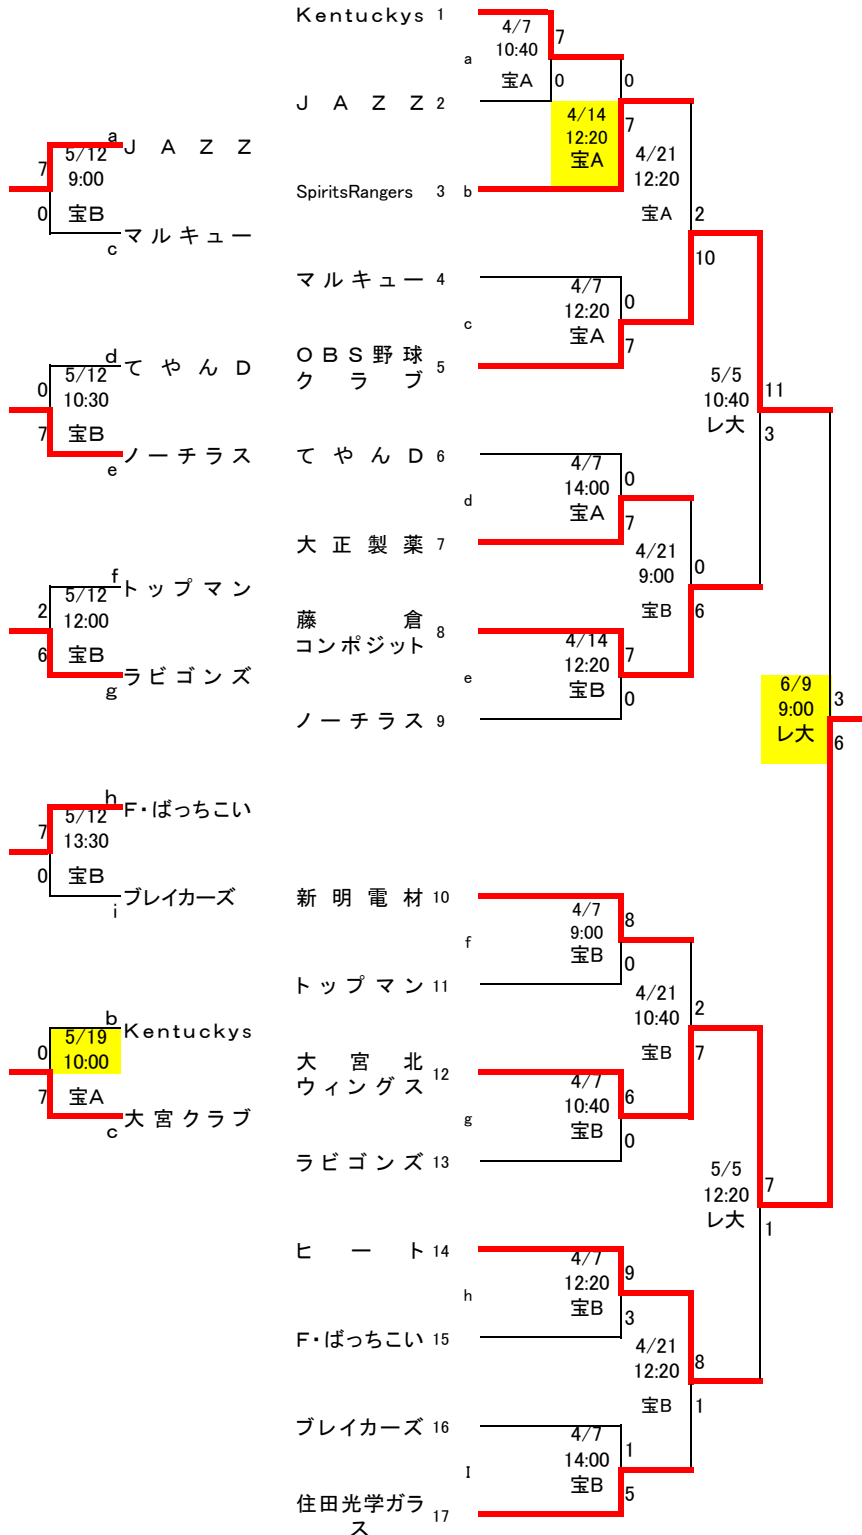 a
ＪＡＺＺ
7
5/12
9:00
0
宝B
マルキュー
c
d
てやんＤ
0
5/12
10:30
7
宝B
ノーチラス
e
f
トップマン
2
5/12
12:00
6
宝B
ラビゴンズ
g
h
Ｆ・ばっちこい
7
5/12
13:30
0
宝B
ブレイカーズ
i
b
Kentuckys
0
5/19
10:00
7
宝A
大宮クラブ
c
Kentuckys 1
4/7
10:40
7
a
宝A
0
ＪＡＺＺ 2
0
4/14
12:20
宝A
7
SpiritsRangers 3 b
4/21
12:20
宝A
2
10
マルキュー 4
4/7
12:20
宝A
0
c
7
ＯＢＳ野球
クラブ 5
5/5
10:40
レ大
11
3
てやんＤ 6
4/7
14:00
宝A
0
d
7
大正製薬 7
4/21
9:00
宝B
0
6
藤倉
コンポジット 8
4/14
12:20
宝B
7
e
0
ノーチラス 9
6/9
9:00
レ大
3
6
新明電材 10
4/7
9:00
宝B
8
f
0
トップマン 11
4/21
10:40
宝B
2
7
大宮北
ウィングス 12
4/7
10:40
宝B
6
g
0
ラビゴンズ 13
5/5
12:20
レ大
7
1
ヒート 14
4/7
12:20
宝B
9
h
3
Ｆ・ばっちこい 15
4/21
12:20
宝B
8
1
ブレイカーズ 16
4/7
14:00
宝B
1
I
5
住田光学ガラ
ス 17